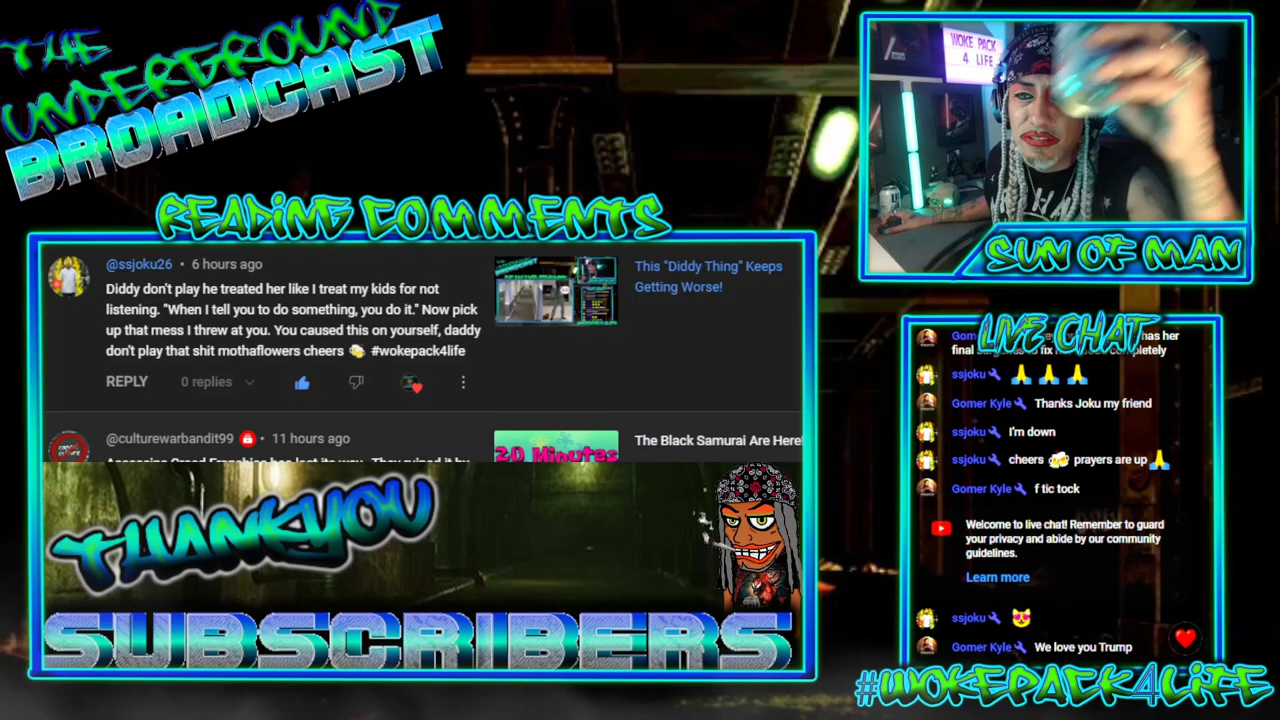 THE
UNDERGROUND
BROADCAST
READING COMMENTS
@ssjoku26 • 6 hours ago
Diddy don't play he treated her like I treat my kids for not
listening. "When I tell you to do something, you do it." Now pick
up that mess I threw at you. You caused this on yourself, daddy
don't play that shit mothaflowers cheers 🍻 #wokepack4life
REPLY 0 replies
This "Diddy Thing" Keeps
Getting Worse!
@culturewarbandit99 • 11 hours ago
20 Minutes
The Black Samurai Are Here!
THANKYOU
SUBSCRIBERS
WOKE PACK
4 LIFE
SUN OF MAN
LIVE CHAT
has her
final
to fix
completely
ssjoku 🙏 🙏 🙏
Gomer Kyle Thanks Joku my friend
ssjoku I'm down
ssjoku cheers 🍻 prayers are up 🙏
Gomer Kyle f tic tock
Welcome to live chat! Remember to guard
your privacy and abide by our community
guidelines.
Learn more
ssjoku 😻
Gomer Kyle We love you Trump
#WOKEPACK4LIFE